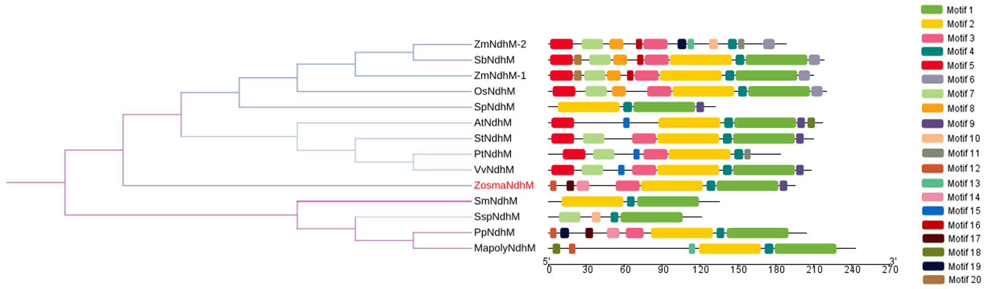 ZmNdhM-2
SbNdhM
ZmNdhM-1
OsNdhM
SpNdhM
AtNdhM
StNdhM
PtNdhM
VvNdhM
ZosmaNdhM
SmNdhM
SspNdhM
PpNdhM
MapolyNdhM
5' 3'
0 30 60 90 120 150 180 210 240 270
Motif 1
Motif 2
Motif 3
Motif 4
Motif 5
Motif 6
Motif 7
Motif 8
Motif 9
Motif 10
Motif 11
Motif 12
Motif 13
Motif 14
Motif 15
Motif 16
Motif 17
Motif 18
Motif 19
Motif 20